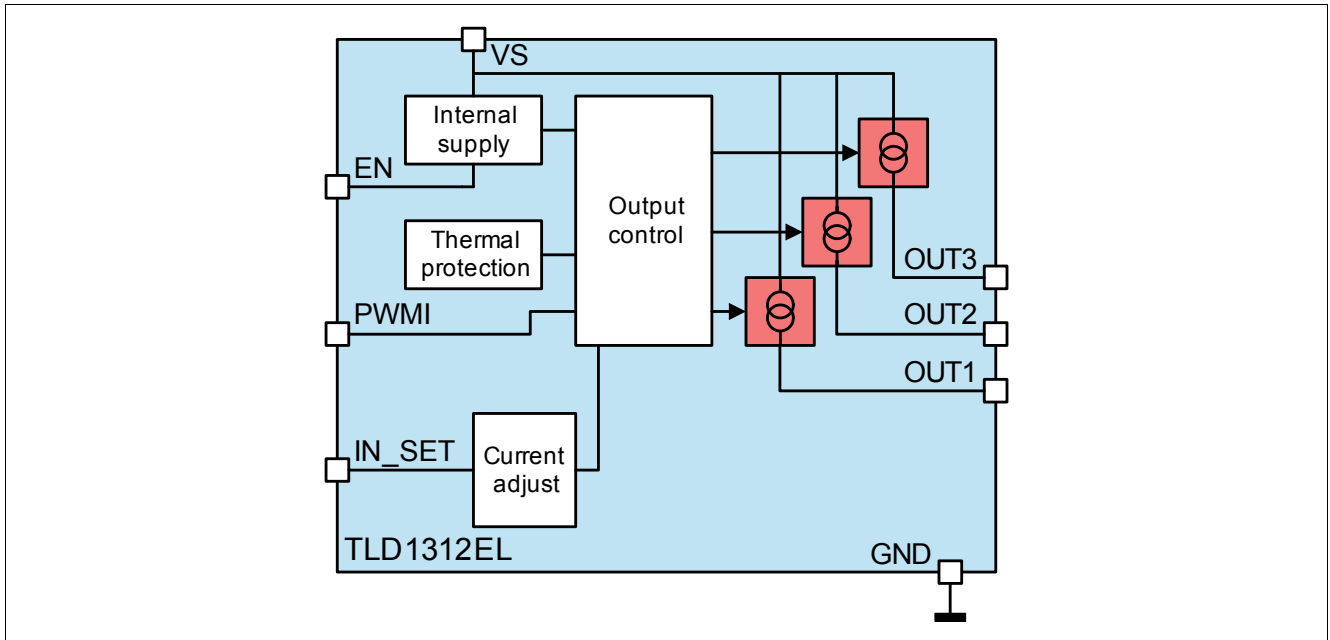 VS
Internal
supply
EN
Output
control
Thermal
protection
OUT3
PWMI
OUT2
OUT1
IN_SET
Current
adjust
TLD1312EL
GND